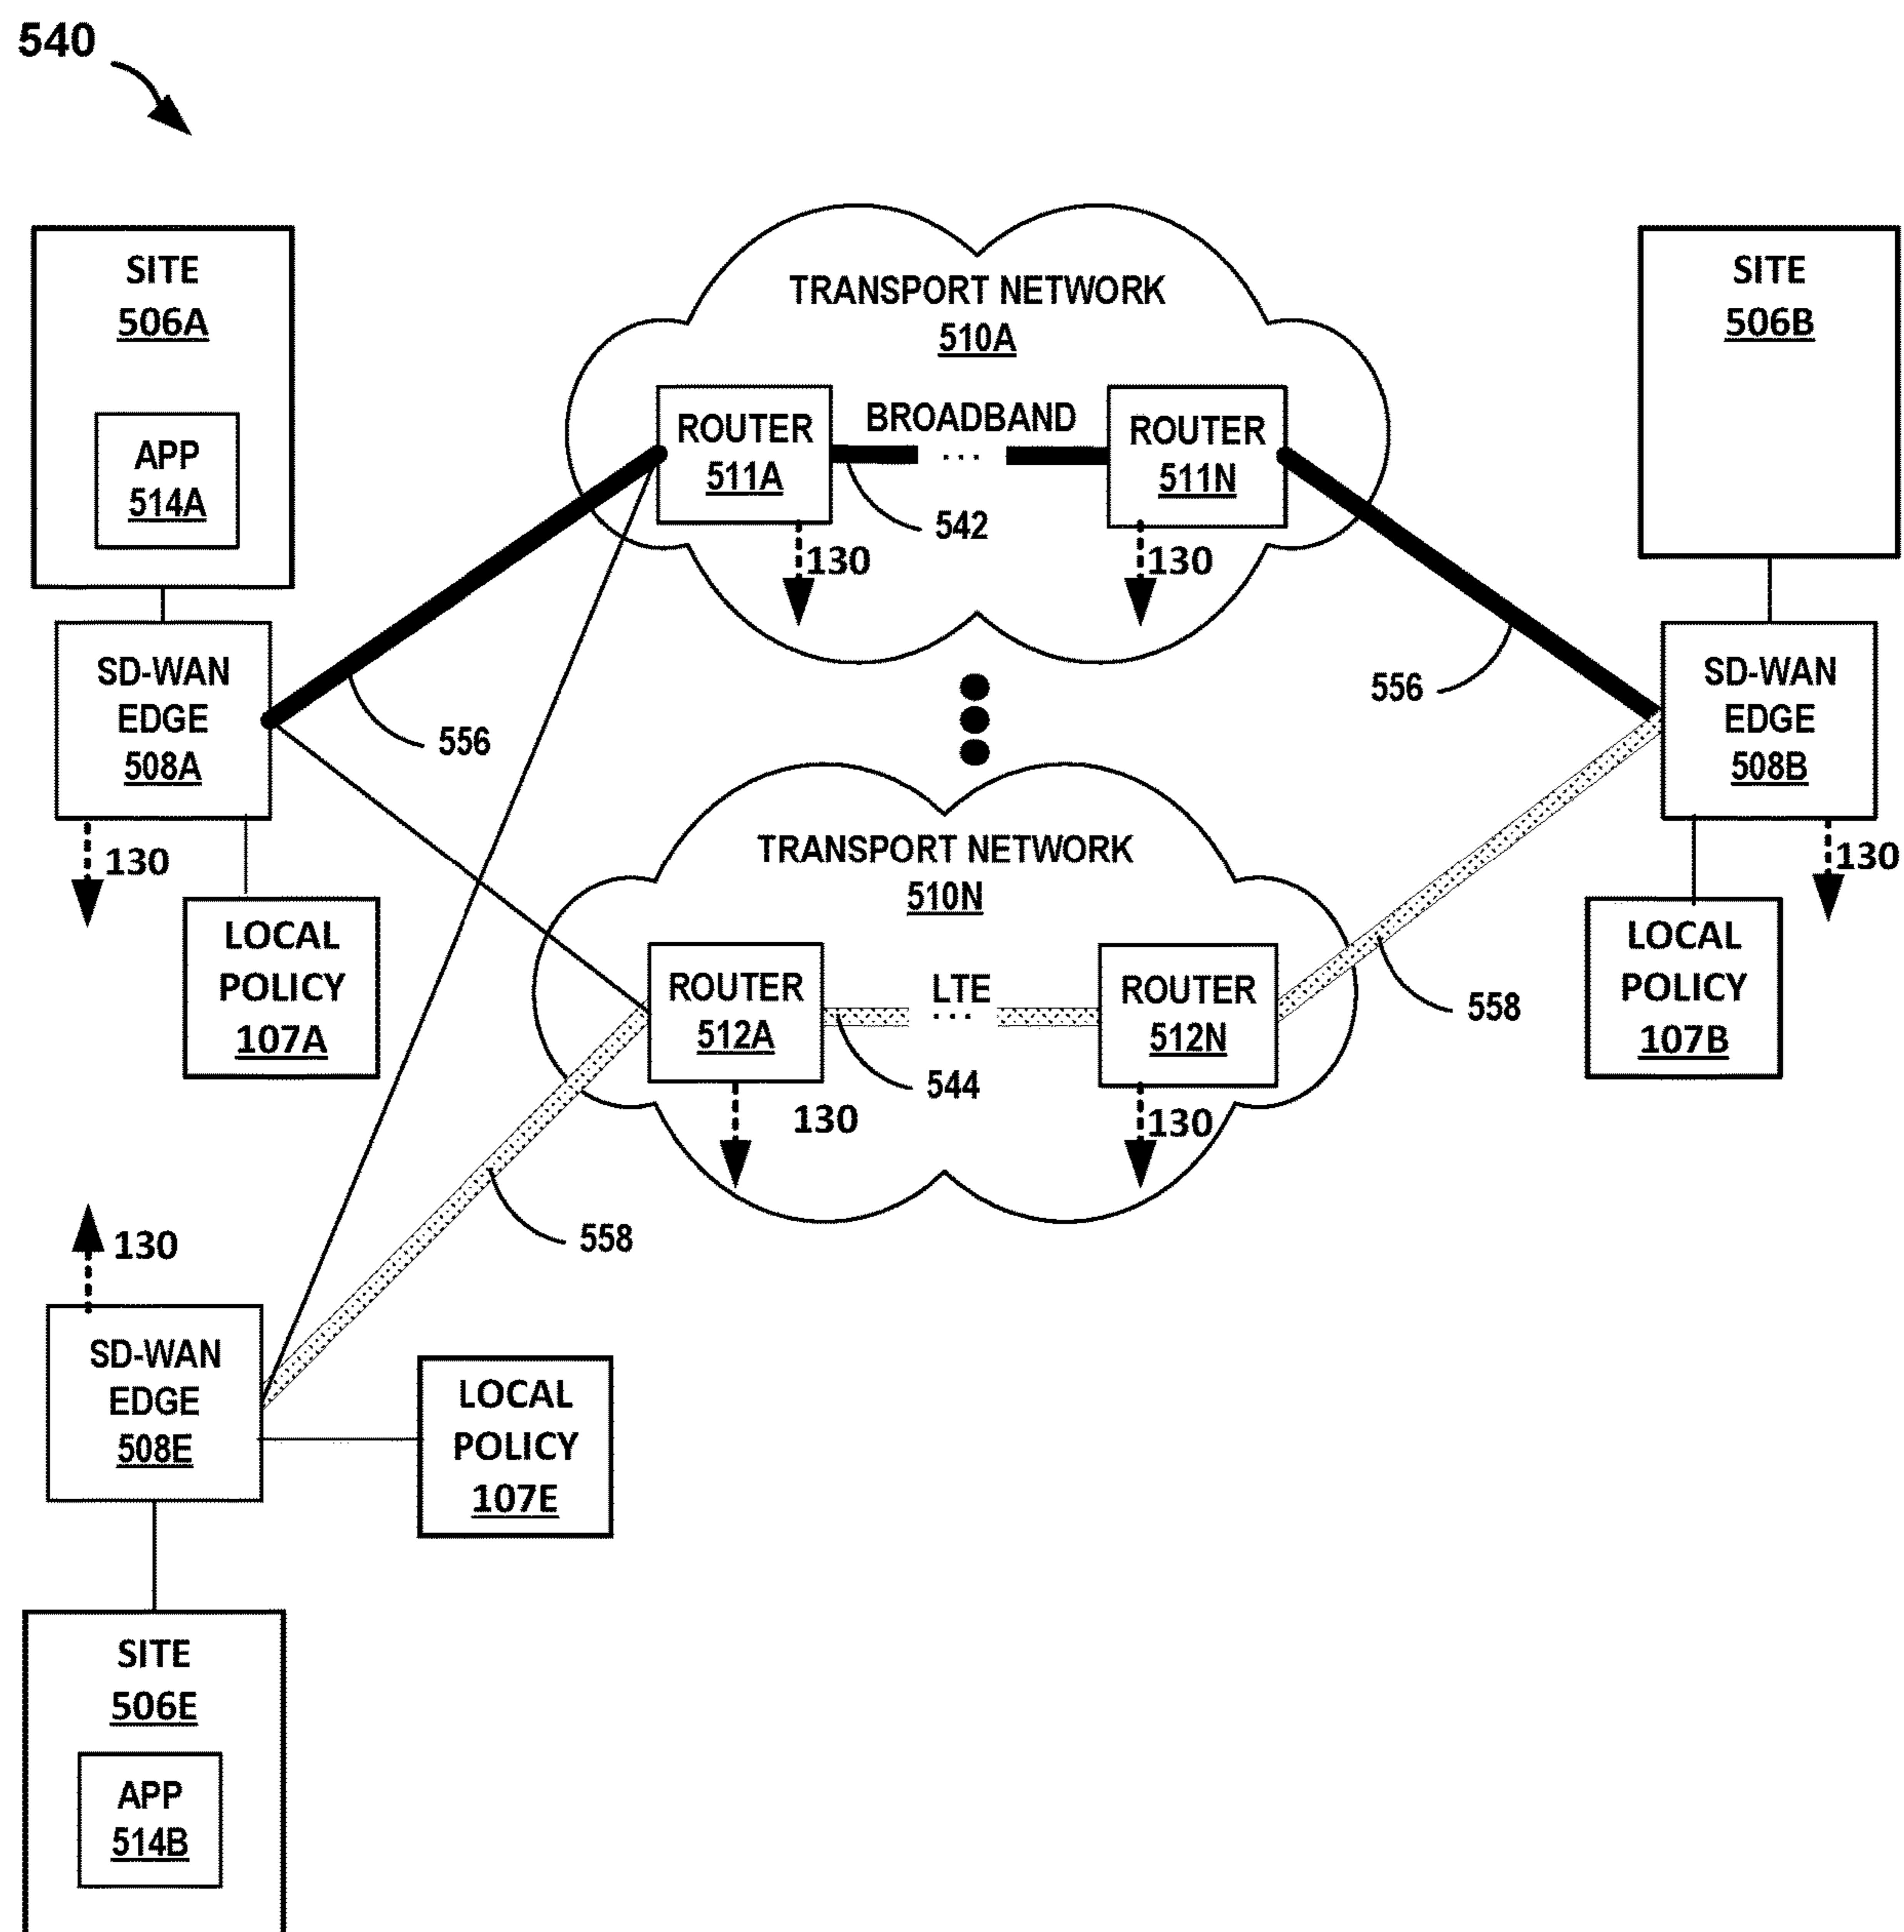 540
SITE
506A
APP
514A
SD-WAN
EDGE
508A
130
LOCAL
POLICY
107A
556
TRANSPORT NETWORK
510A
ROUTER
511A
BROADBAND
...
542
ROUTER
511N
130
130
SITE
506B
556
SD-WAN
EDGE
508B
130
LOCAL
POLICY
107B
TRANSPORT NETWORK
510N
ROUTER
512A
LTE
...
544
ROUTER
512N
130
130
558
558
130
SD-WAN
EDGE
508E
LOCAL
POLICY
107E
SITE
506E
APP
514B